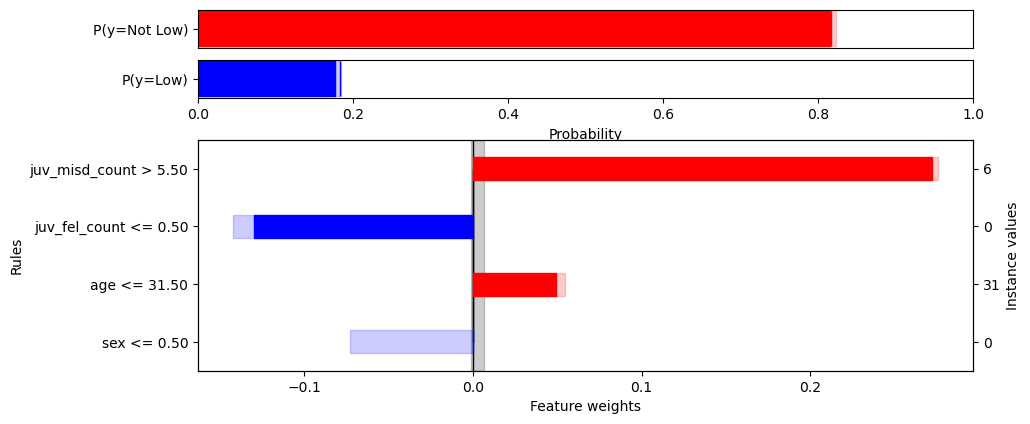 P(y=Not Low)
P(y=Low)
0.0 0.2 0.4 0.6 0.8 1.0
Probability
juv_misd_count > 5.50 6
juv_fel_count <= 0.50 0
age <= 31.50 31
sex <= 0.50 0
Rules
Instance values
−0.1 0.0 0.1 0.2
Feature weights